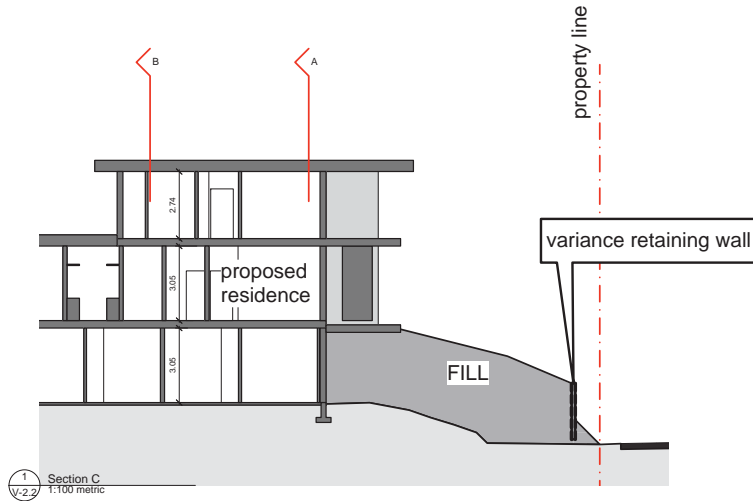 B
A
property line
2.74
variance retaining wall
3.05
proposed
residence
3.05
FILL
1
V-2.2
Section C
1:100 metric